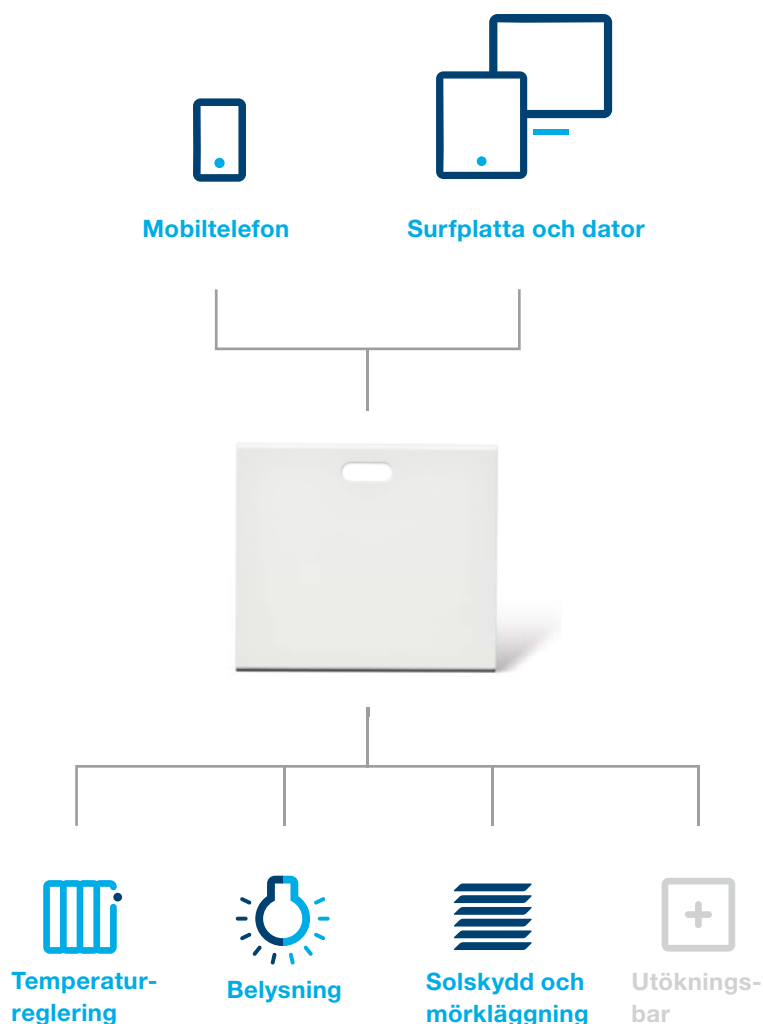 Mobiltelefon
Surfplatta och dator
Temperatur-
reglering
Belysning
Solskydd och
mörkläggning
Utöknings-
bar